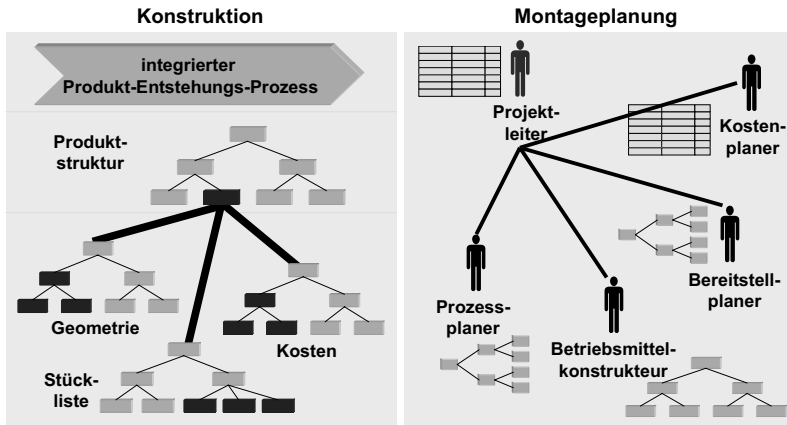 Konstruktion
integrierter
Produkt-Entstehungs-Prozess
Produkt-
struktur
Geometrie
Kosten
Stück-
liste
Montageplanung
Projekt-
leiter
Kosten-
planer
Bereitstell-
planer
Prozess-
planer
Betriebsmittel-
konstrukteur